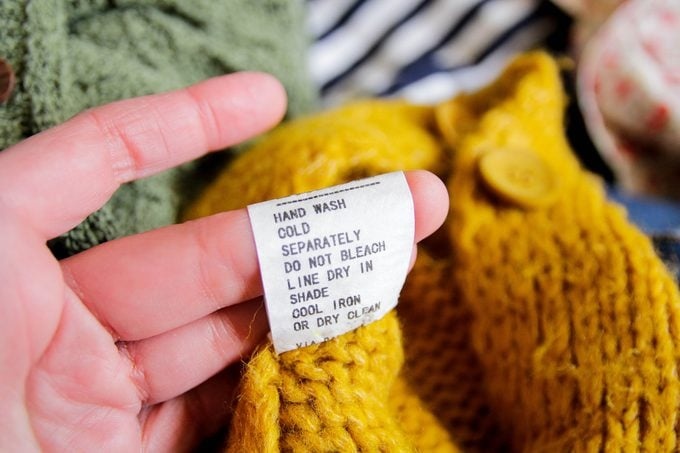 HAND WASH
COLD
SEPARATELY
DO NOT BLEACH
LINE DRY IN
SHADE
COOL IRON
OR DRY CLEAN